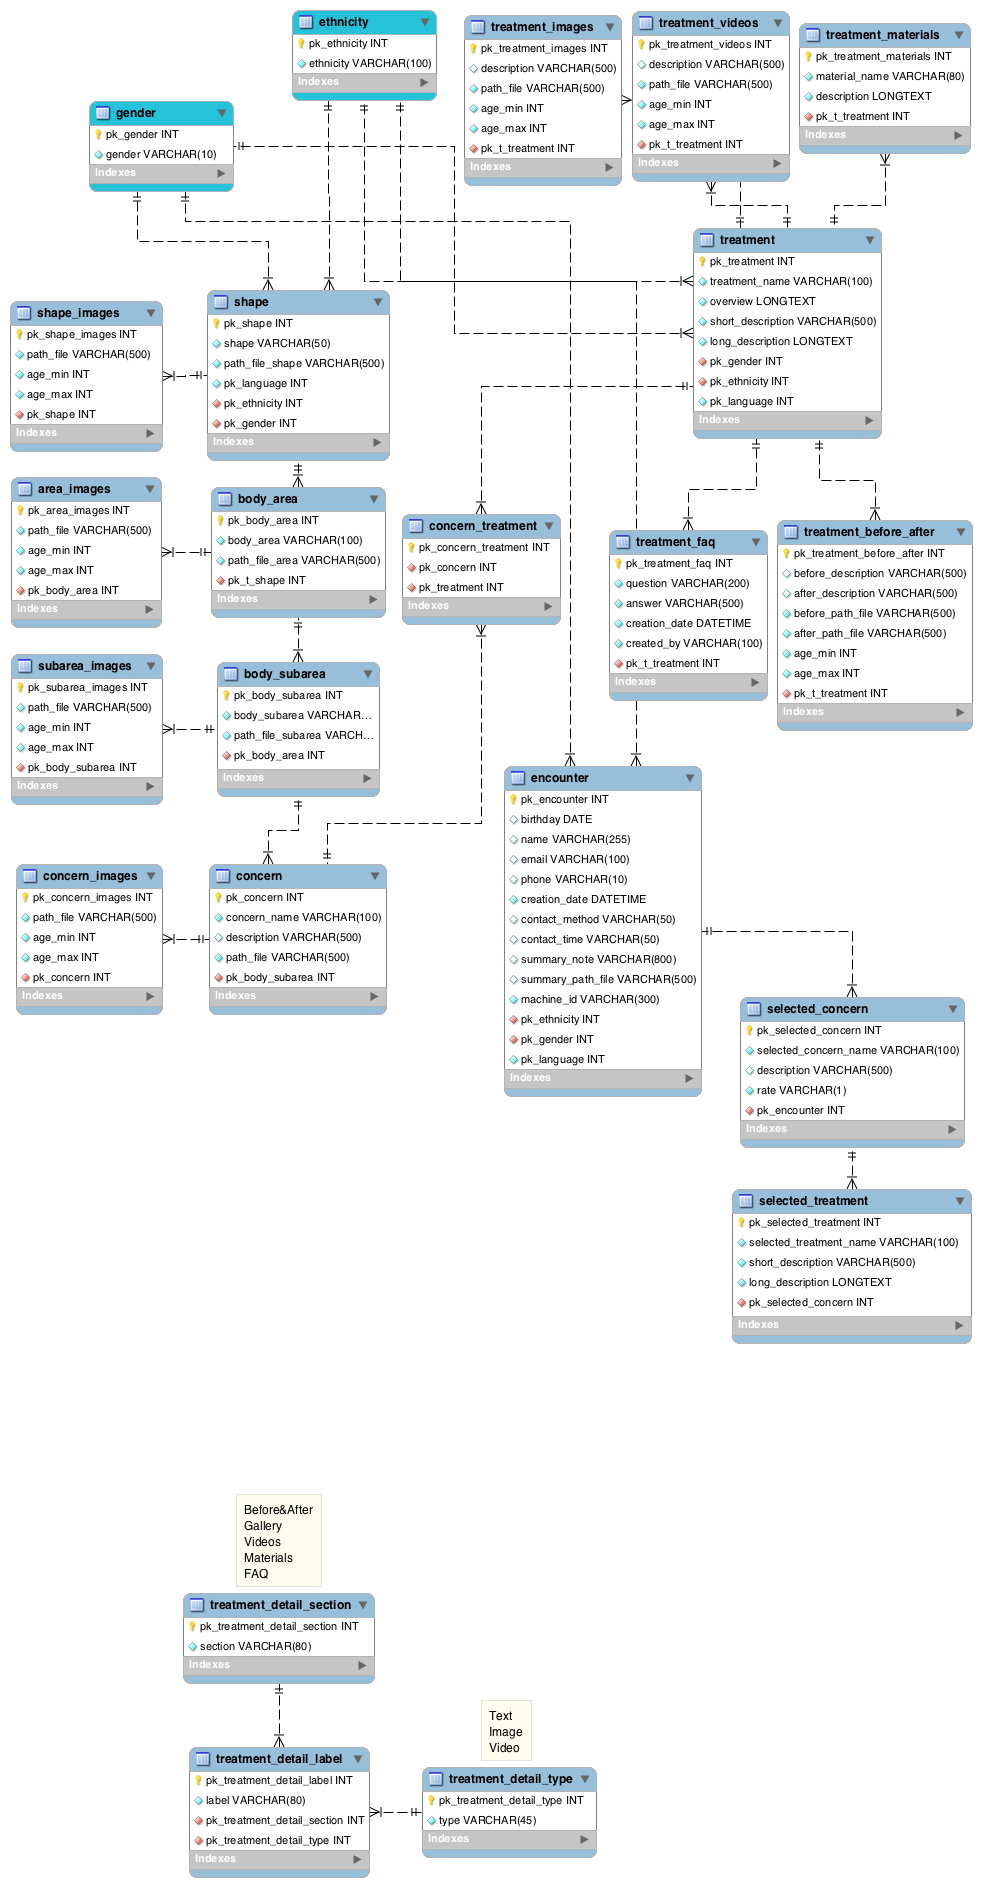 ethnicity
pk_ethnicity INT
ethnicity VARCHAR(100)
Indexes
treatment_images
pk_treatment_images INT
description VARCHAR(500)
path_file VARCHAR(500)
age_min INT
age_max INT
pk_t_treatment INT
Indexes
treatment_videos
pk_treatment_videos INT
description VARCHAR(500)
path_file VARCHAR(500)
age_min INT
age_max INT
pk_t_treatment INT
Indexes
treatment_materials
pk_treatment_materials INT
material_name VARCHAR(80)
description LONGTEXT
pk_t_treatment INT
Indexes
gender
pk_gender INT
gender VARCHAR(10)
Indexes
treatment
pk_treatment INT
treatment_name VARCHAR(100)
overview LONGTEXT
short_description VARCHAR(500)
long_description LONGTEXT
pk_gender INT
pk_ethnicity INT
pk_language INT
Indexes
shape_images
pk_shape_images INT
path_file VARCHAR(500)
age_min INT
age_max INT
pk_shape INT
Indexes
shape
pk_shape INT
shape VARCHAR(50)
path_file_shape VARCHAR(500)
pk_language INT
pk_ethnicity INT
pk_gender INT
Indexes
area_images
pk_area_images INT
path_file VARCHAR(500)
age_min INT
age_max INT
pk_body_area INT
Indexes
body_area
pk_body_area INT
body_area VARCHAR(100)
path_file_area VARCHAR(500)
pk_t_shape INT
Indexes
concern_treatment
pk_concern_treatment INT
pk_concern INT
pk_treatment INT
Indexes
treatment_faq
pk_treatment_faq INT
question VARCHAR(200)
answer VARCHAR(500)
creation_date DATETIME
created_by VARCHAR(100)
pk_t_treatment INT
Indexes
treatment_before_after
pk_treatment_before_after INT
before_description VARCHAR(500)
after_description VARCHAR(500)
before_path_file VARCHAR(500)
after_path_file VARCHAR(500)
age_min INT
age_max INT
pk_t_treatment INT
Indexes
subarea_images
pk_subarea_images INT
path_file VARCHAR(500)
age_min INT
age_max INT
pk_body_subarea INT
Indexes
body_subarea
pk_body_subarea INT
body_subarea VARCHAR...
path_file_subarea VARCH...
pk_body_area INT
Indexes
concern_images
pk_concern_images INT
path_file VARCHAR(500)
age_min INT
age_max INT
pk_concern INT
Indexes
concern
pk_concern INT
concern_name VARCHAR(100)
description VARCHAR(500)
path_file VARCHAR(500)
pk_body_subarea INT
Indexes
encounter
pk_encounter INT
birthday DATE
name VARCHAR(255)
email VARCHAR(100)
phone VARCHAR(10)
creation_date DATETIME
contact_method VARCHAR(50)
contact_time VARCHAR(50)
summary_note VARCHAR(800)
summary_path_file VARCHAR(500)
machine_id VARCHAR(300)
pk_ethnicity INT
pk_gender INT
pk_language INT
Indexes
selected_concern
pk_selected_concern INT
selected_concern_name VARCHAR(100)
description VARCHAR(500)
rate VARCHAR(1)
pk_encounter INT
Indexes
selected_treatment
pk_selected_treatment INT
selected_treatment_name VARCHAR(100)
short_description VARCHAR(500)
long_description LONGTEXT
pk_selected_concern INT
Indexes
Before&After
Gallery
Videos
Materials
FAQ
treatment_detail_section
pk_treatment_detail_section INT
section VARCHAR(80)
Indexes
Text
Image
Video
treatment_detail_label
pk_treatment_detail_label INT
label VARCHAR(80)
pk_treatment_detail_section INT
pk_treatment_detail_type INT
Indexes
treatment_detail_type
pk_treatment_detail_type INT
type VARCHAR(45)
Indexes